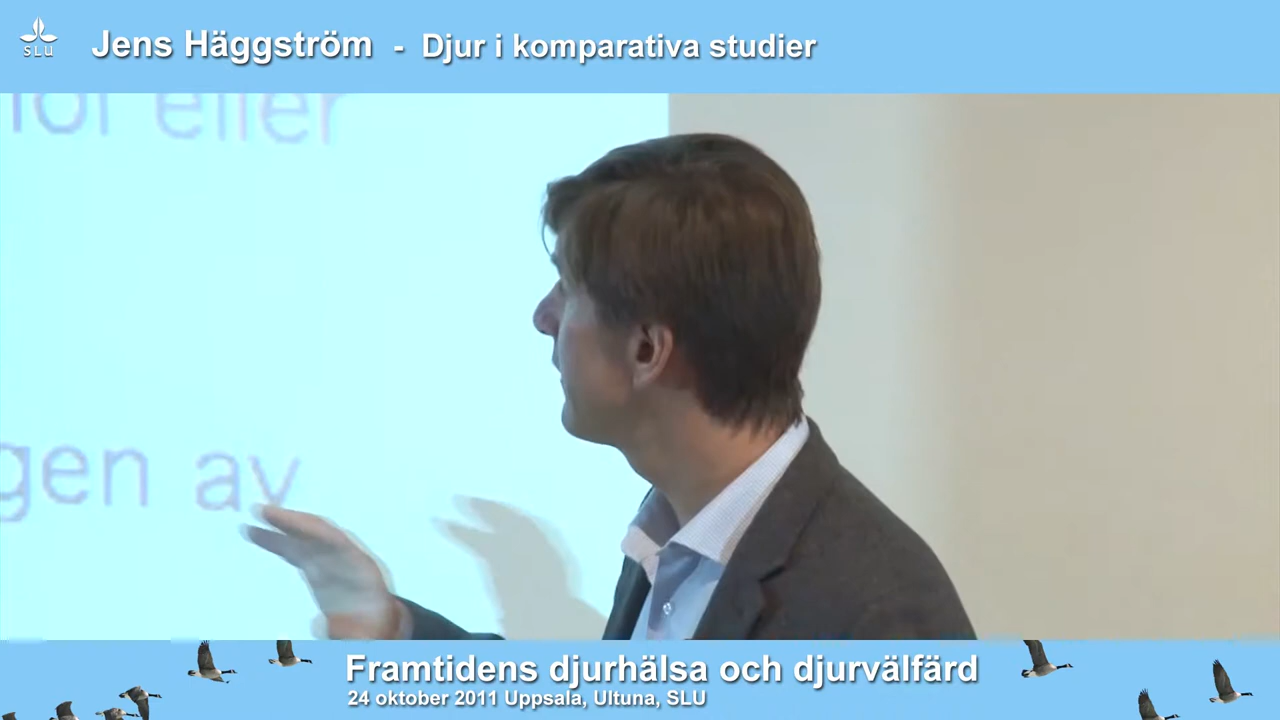 SLU
Jens Häggström - Djur i komparativa studier
eller
gen av
Framtidens djurhälsa och djurvälfärd
24 oktober 2011 Uppsala, Ultuna, SLU